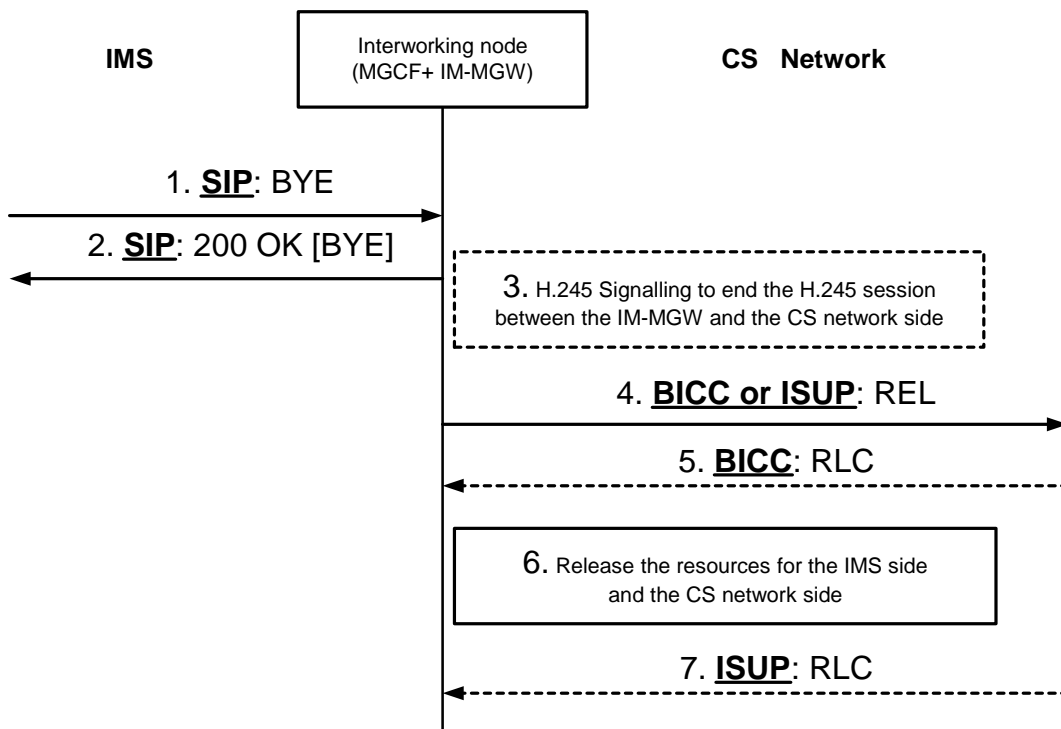 IMS
Interworking node
(MGCF+ IM-MGW)
CS Network
1. SIP: BYE
2. SIP: 200 OK [BYE]
3. H.245 Signalling to end the H.245 session
between the IM-MGW and the CS network side
4. BICC or ISUP: REL
5. BICC: RLC
6. Release the resources for the IMS side
and the CS network side
7. ISUP: RLC